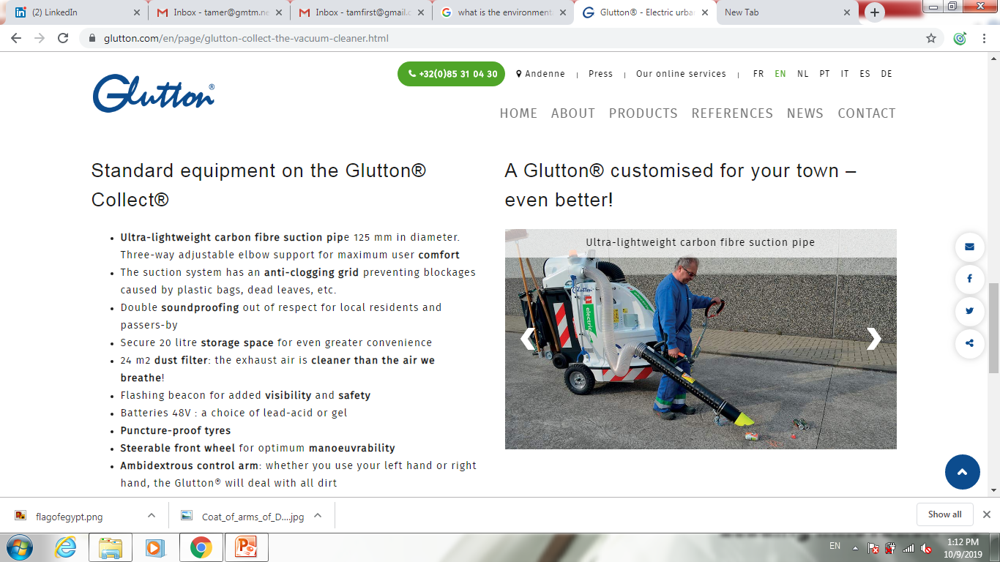 (2) LinkedIn
Inbox - tamer@gmtm.ne
Inbox - tamfirst@gmail.c
what is the environment
Glutton® - Electric urba
New Tab
glutton.com/en/page/glutton-collect-the-vacuum-cleaner.html
Glutton®
+32(0)85 31 04 30
Andenne | Press | Our online services | FR EN NL PT IT ES DE
HOME ABOUT PRODUCTS REFERENCES NEWS CONTACT
Standard equipment on the Glutton®
Collect®
• Ultra-lightweight carbon fibre suction pipe 125 mm in diameter.
Three-way adjustable elbow support for maximum user comfort
• The suction system has an anti-clogging grid preventing blockages
caused by plastic bags, dead leaves, etc.
• Double soundproofing out of respect for local residents and
passers-by
• Secure 20 litre storage space for even greater convenience
• 24 m2 dust filter: the exhaust air is cleaner than the air we
breathe!
• Flashing beacon for added visibility and safety
• Batteries 48V : a choice of lead-acid or gel
• Puncture-proof tyres
• Steerable front wheel for optimum manoeuvrability
• Ambidextrous control arm: whether you use your left hand or right
hand, the Glutton® will deal with all dirt
A Glutton® customised for your town –
even better!
Ultra-lightweight carbon fibre suction pipe
Glutton
electric
flagofegypt.png
Coat_of_arms_of_D....jpg
Show all
EN
1:12 PM
10/9/2019